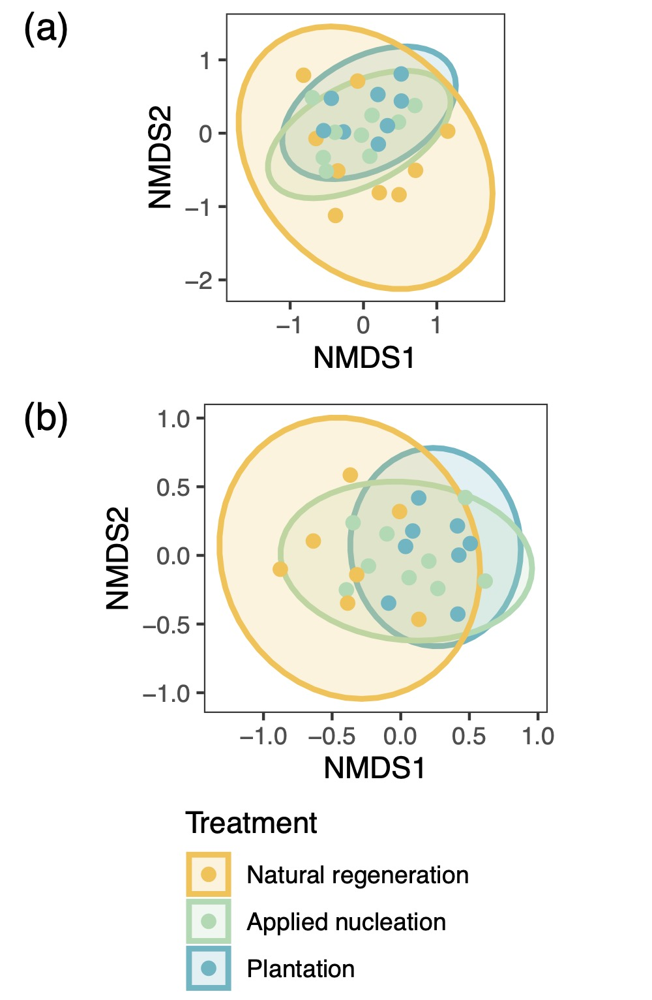 (a)
1
0
−1
−2
NMDS2
−1 0 1
NMDS1
(b)
1.0
0.5
0.0
−0.5
−1.0
NMDS2
−1.0 −0.5 0.0 0.5 1.0
NMDS1
Treatment
Natural regeneration
Applied nucleation
Plantation